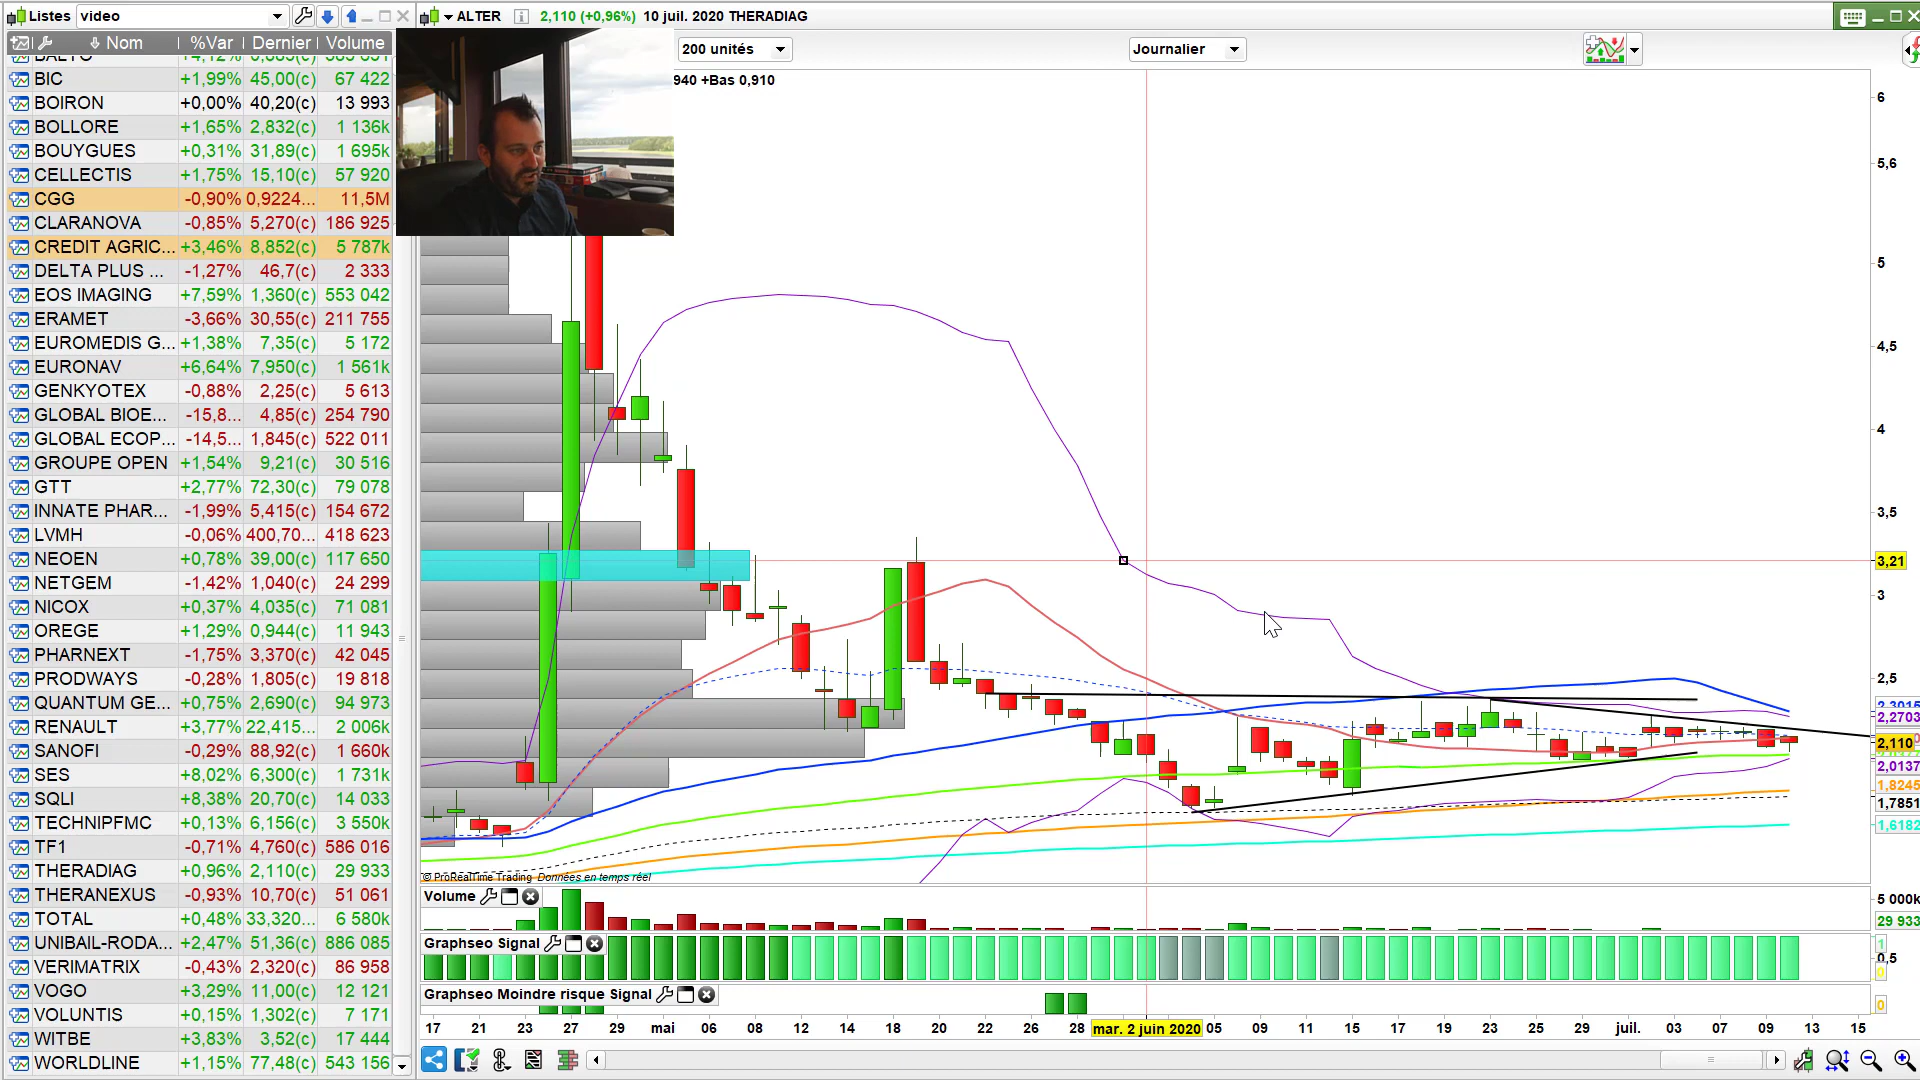 Listes video
ALTER 2,110 (+0,96%) 10 juil. 2020 THERADIAG
Nom %Var Dernier Volume
200 unités
Journalier
940 +Bas 0,910
BIC +1,99% 45,00(c) 67 422
BOIRON +0,00% 40,20(c) 13 993
BOLLORE +1,65% 2,832(c) 1 136k
BOUYGUES +0,31% 31,89(c) 1 695k
CELLECTIS +1,75% 15,10(c) 57 920
CGG -0,90% 0,9224... 11,5M
CLARANOVA -0,85% 5,270(c) 186 925
CREDIT AGRIC... +3,46% 8,852(c) 5 787k
DELTA PLUS ... -1,27% 46,7(c) 2 333
EOS IMAGING +7,59% 1,360(c) 553 042
ERAMET -3,66% 30,55(c) 211 755
EUROMEDIS G... +1,38% 7,35(c) 5 172
EURONAV +6,64% 7,950(c) 1 561k
GENKYOTEX -0,88% 2,25(c) 5 613
GLOBAL BIOE... -15,8... 4,85(c) 254 790
GLOBAL ECOP... -14,5... 1,845(c) 522 011
GROUPE OPEN +1,54% 9,21(c) 30 516
GTT +2,77% 72,30(c) 79 078
INNATE PHAR... -1,99% 5,415(c) 154 672
LVMH -0,06% 400,70... 418 623
NEOEN +0,78% 39,00(c) 117 650
NETGEM -1,42% 1,040(c) 24 299
NICOX +0,37% 4,035(c) 71 081
OREGE +1,29% 0,944(c) 11 943
PHARNEXT -1,75% 3,370(c) 42 045
PRODWAYS -0,28% 1,805(c) 19 818
QUANTUM GE... +0,75% 2,690(c) 94 973
RENAULT +3,77% 22,415... 2 006k
SANOFI -0,29% 88,92(c) 1 660k
SES +8,02% 6,300(c) 1 731k
SQLI +8,38% 20,70(c) 14 033
TECHNIPFMC +0,13% 6,156(c) 3 550k
TF1 -0,71% 4,760(c) 586 016
THERADIAG +0,96% 2,110(c) 29 933
THERANEXUS -0,93% 10,70(c) 51 061
TOTAL +0,48% 33,320... 6 580k
UNIBAIL-RODA... +2,47% 51,36(c) 886 085
VERIMATRIX -0,43% 2,320(c) 86 958
VOGO +3,29% 11,00(c) 12 121
VOLUNTIS +0,15% 1,302(c) 7 171
WITBE +3,83% 3,52(c) 17 444
WORLDLINE +1,15% 77,48(c) 543 156
6
5,6
5
4,5
4
3,5
3,21
3
2,5
2,2703
2,110
2,0137
1,8245
1,7851
1,6182
© ProRealTime Trading Données en temps réel
Volume
5 000k
29 933
Graphseo Signal
1
0,5
0
Graphseo Moindre risque Signal
0
17 21 23 27 29 mai 06 08 12 14 18 20 22 26 28 mar. 2 juin 2020 05 09 11 15 17 19 23 25 29 juil. 03 07 09 13 15